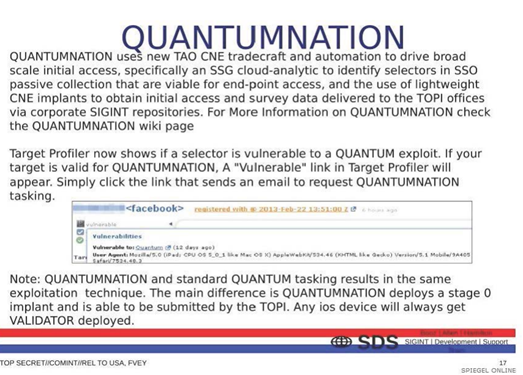 QUANTUMNATION
QUANTUMNATION uses new TAO CNE tradecraft and automation to drive broad
scale initial access, specifically an SSG cloud-analytic to identify selectors in SSO
passive collection that are viable for end-point access, and the use of lightweight
CNE implants to obtain initial access and survey data delivered to the TOPI offices
via corporate SIGINT repositories. For More Information on QUANTUMNATION check
the QUANTUMNATION wiki page
Target Profiler now shows if a selector is vulnerable to a QUANTUM exploit. If your
target is valid for QUANTUMNATION, A "Vulnerable" link in Target Profiler will
appear. Simply click the link that sends an email to request QUANTUMNATION
tasking.
<facebook> registered with @ 2013-Feb-22 13:51:00 Z 4 hours ago
vulnerable
Vulnerabilities
Vulnerable to: Quantum (12 days ago)
Tar User Agent: Mozilla/5.0 (iPad; CPU OS 5_0_1 like Mac OS X) AppleWebKit/534.46 (KHTML like Gecko) Version/5.1 Mobile/9A405
Safari/7534.48.3
Note: QUANTUMNATION and standard QUANTUM tasking results in the same
exploitation technique. The main difference is QUANTUMNATION deploys a stage 0
implant and is able to be submitted by the TOPI. Any ios device will always get
VALIDATOR deployed.
SDS
SIGINT | Development | Support
TOP SECRET//COMINT//REL TO USA, FVEY
17
SPIEGEL ONLINE